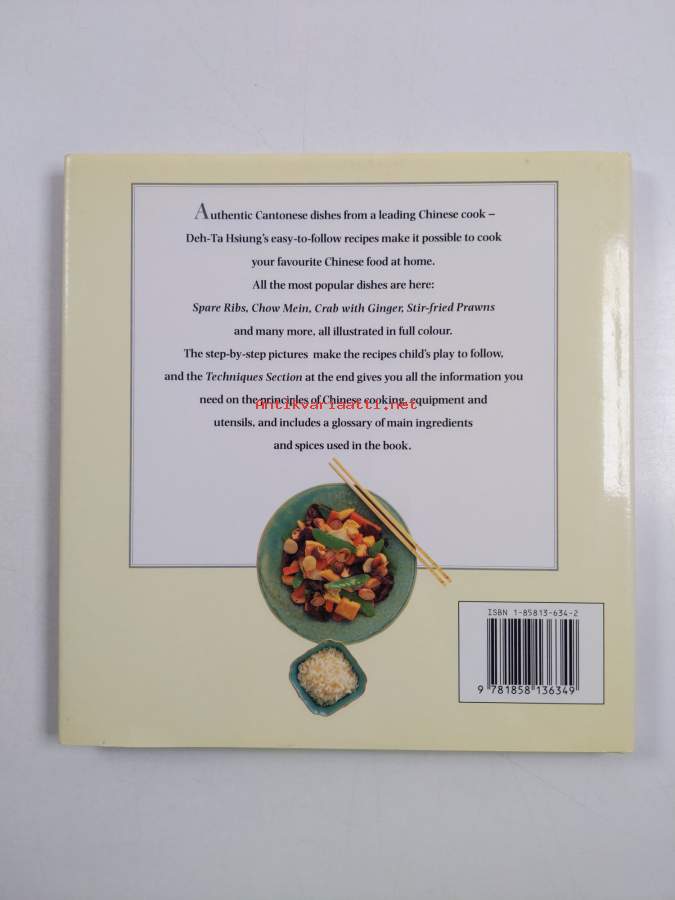 Authentic Cantonese dishes from a leading Chinese cook –
Deh-Ta Hsiung's easy-to-follow recipes make it possible to cook
your favourite Chinese food at home.
All the most popular dishes are here:
Spare Ribs, Chow Mein, Crab with Ginger, Stir-fried Prawns
and many more, all illustrated in full colour.
The step-by-step pictures make the recipes child's play to follow,
and the Techniques Section at the end gives you all the information you
need on the principles of Chinese cooking, equipment and
Antikvariaatti.net
utensils, and includes a glossary of main ingredients
and spices used in the book.
ISBN 1-85813-634-2
9 781858 136349